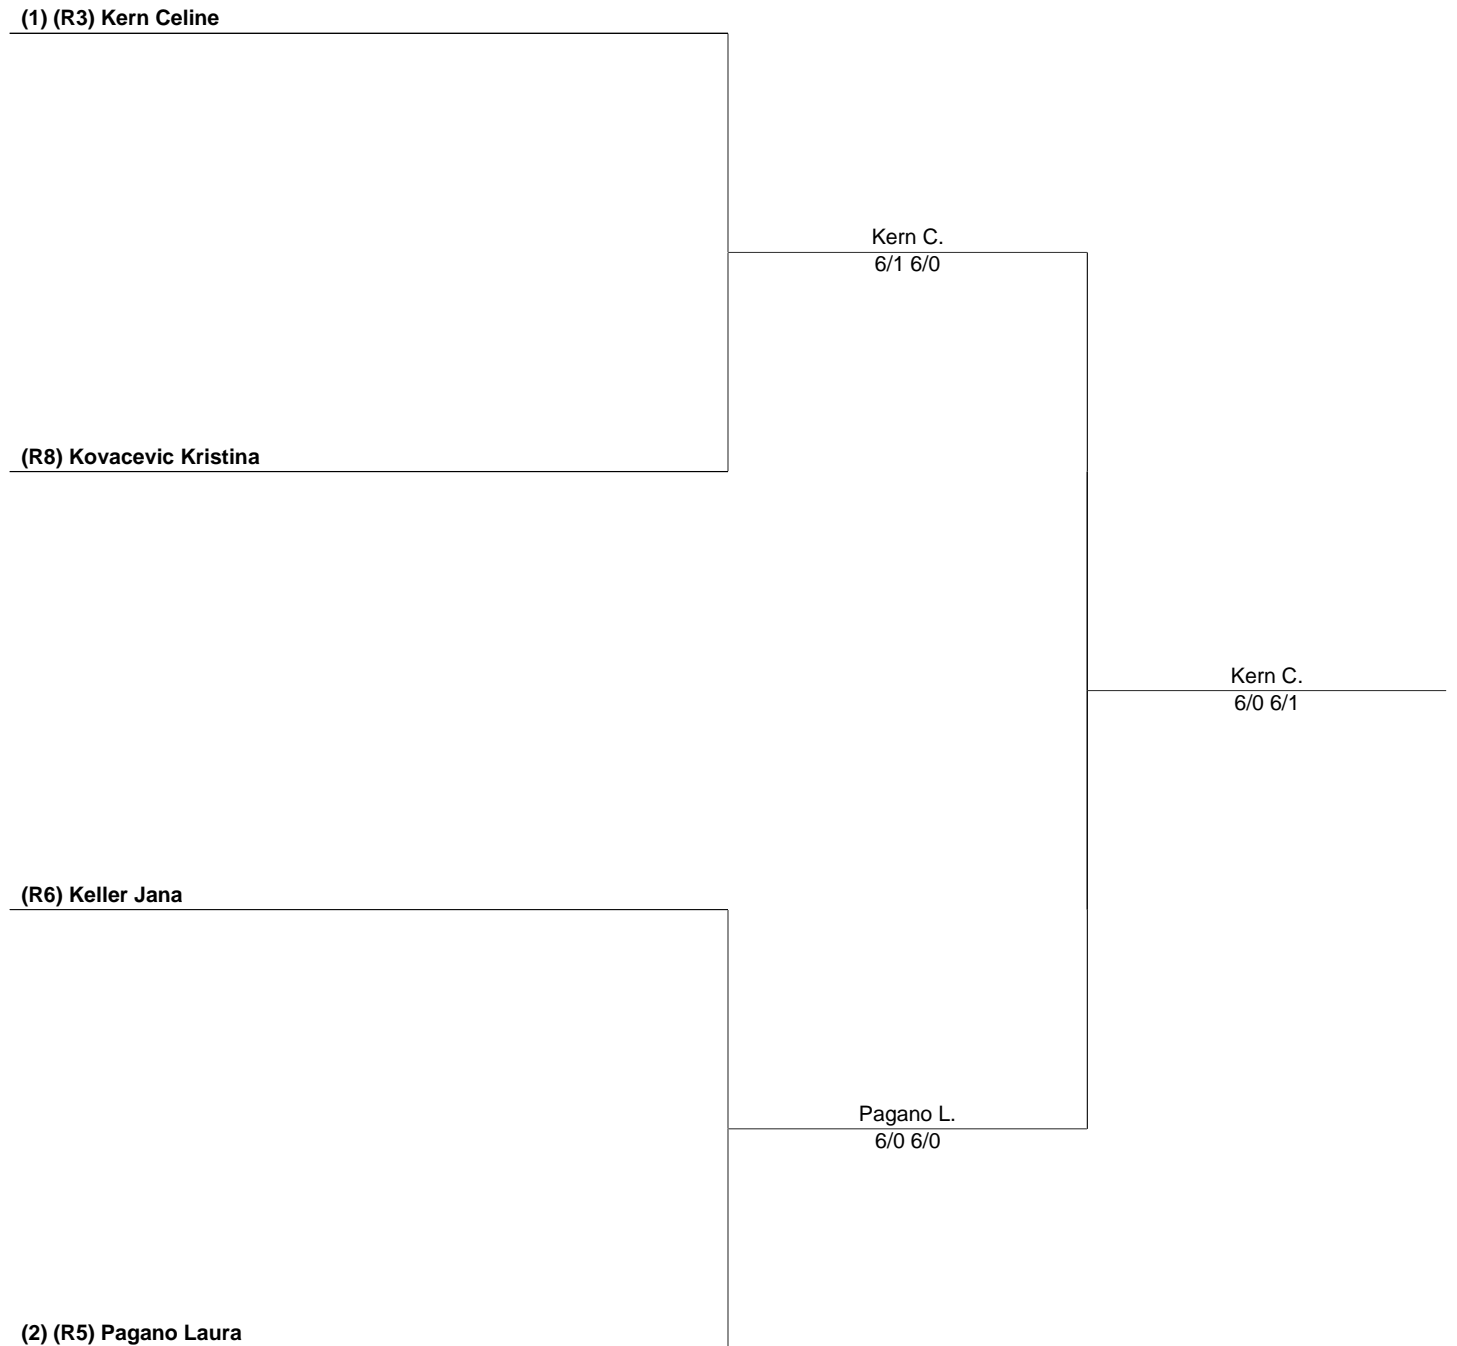 (1) (R3) Kern Celine
Kern C.
6/1 6/0
(R8) Kovacevic Kristina
Kern C.
6/0 6/1
(R6) Keller Jana
Pagano L.
6/0 6/0
(2) (R5) Pagano Laura